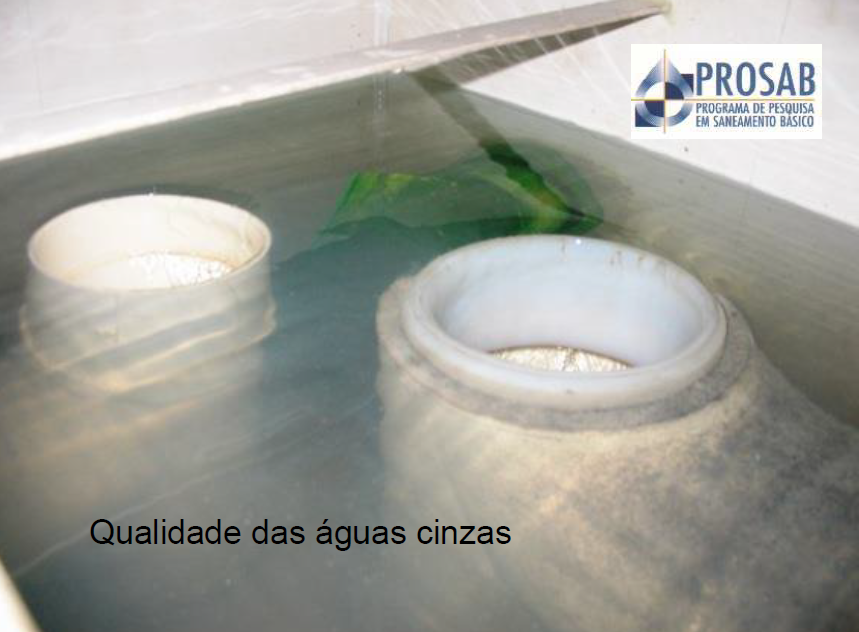 PROSAB
PROGRAMA DE PESQUISA
EM SANEAMENTO BÁSICO
Qualidade das águas cinzas